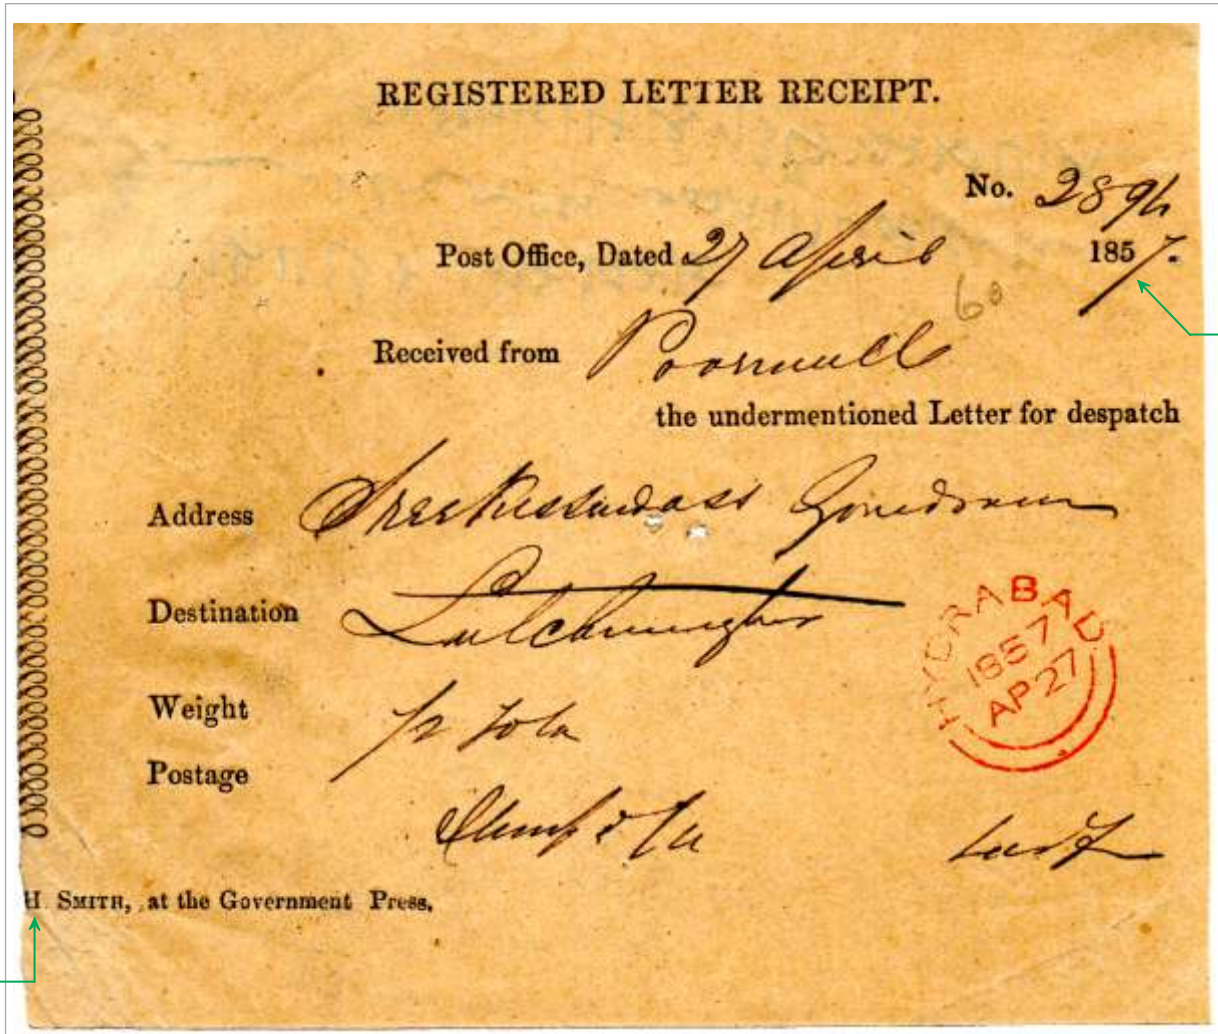 REGISTERED LETTER RECEIPT.
No. 2894
Post Office, Dated 27 April 1857.
60
Received from Poonmull
the undermentioned Letter for despatch
Address
Destination
HYDRABAD
1857
AP 27
Weight 1/2 Tola
Postage
H. SMITH, at the Government Press.